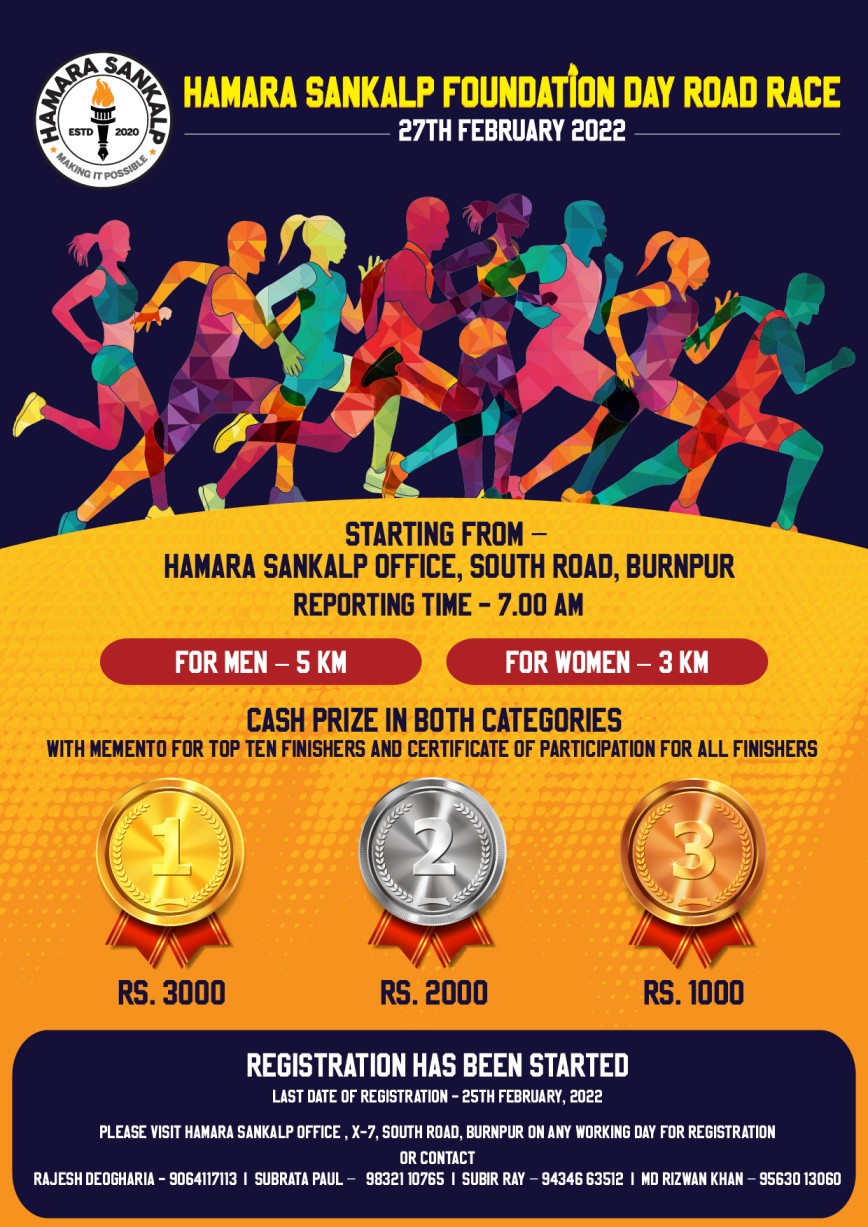 HAMARA SANKALP
ESTD 2020
MAKING IT POSSIBLE
HAMARA SANKALP FOUNDATION DAY ROAD RACE
27TH FEBRUARY 2022
STARTING FROM –
HAMARA SANKALP OFFICE, SOUTH ROAD, BURNPUR
REPORTING TIME - 7.00 AM
FOR MEN – 5 KM
FOR WOMEN – 3 KM
CASH PRIZE IN BOTH CATEGORIES
WITH MEMENTO FOR TOP TEN FINISHERS AND CERTIFICATE OF PARTICIPATION FOR ALL FINISHERS
1
2
3
RS. 3000
RS. 2000
RS. 1000
REGISTRATION HAS BEEN STARTED
LAST DATE OF REGISTRATION - 25TH FEBRUARY, 2022
PLEASE VISIT HAMARA SANKALP OFFICE , X-7, SOUTH ROAD, BURNPUR ON ANY WORKING DAY FOR REGISTRATION
OR CONTACT
RAJESH DEOGHARIA - 9064117113 I SUBRATA PAUL – 98321 10765 I SUBIR RAY – 94346 63512 I MD RIZWAN KHAN – 95630 13060